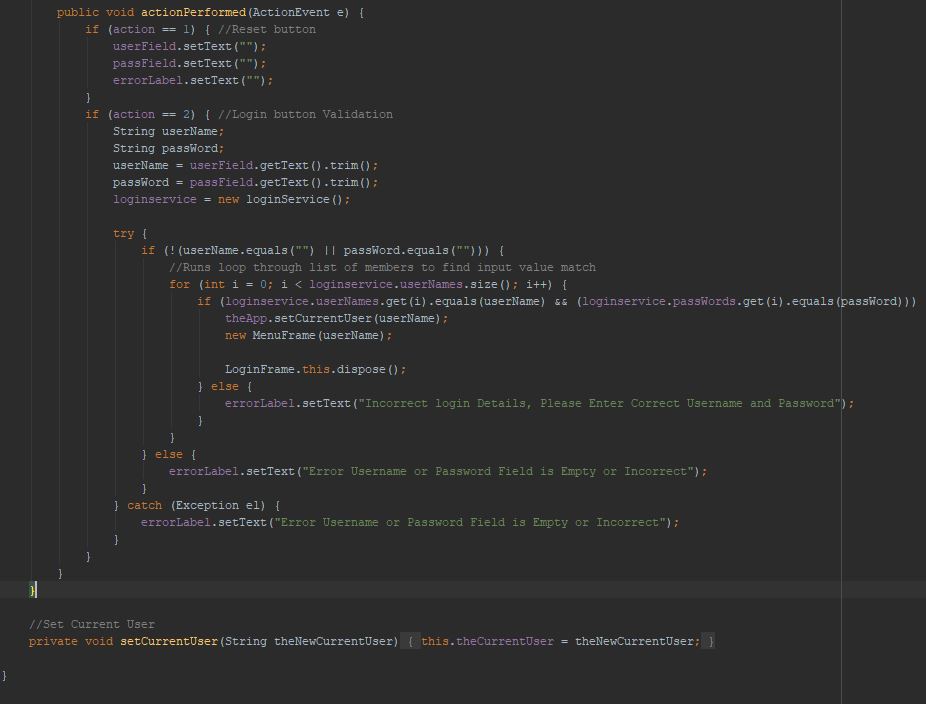 public void actionPerformed(ActionEvent e) {
if (action == 1) { //Reset button
userField.setText("");
passField.setText("");
errorLabel.setText("");
}
if (action == 2) { //Login button Validation
String userName;
String passWord;
userName = userField.getText().trim();
passWord = passField.getText().trim();
loginservice = new loginService();
try {
if (!(userName.equals("") || passWord.equals(""))) {
//Runs loop through list of members to find input value match
for (int i = 0; i < loginservice.userNames.size(); i++) {
if (loginservice.userNames.get(i).equals(userName) && (loginservice.passWords.get(i).equals(passWord)))
theApp.setCurrentUser(userName);
new MenuFrame(userName);
LoginFrame.this.dispose();
} else {
errorLabel.setText("Incorrect login Details, Please Enter Correct Username and Password");
}
}
} else {
errorLabel.setText("Error Username or Password Field is Empty or Incorrect");
}
} catch (Exception el) {
errorLabel.setText("Error Username or Password Field is Empty or Incorrect");
}
}
}
}
//Set Current User
private void setCurrentUser(String theNewCurrentUser) { this.theCurrentUser = theNewCurrentUser; }
}